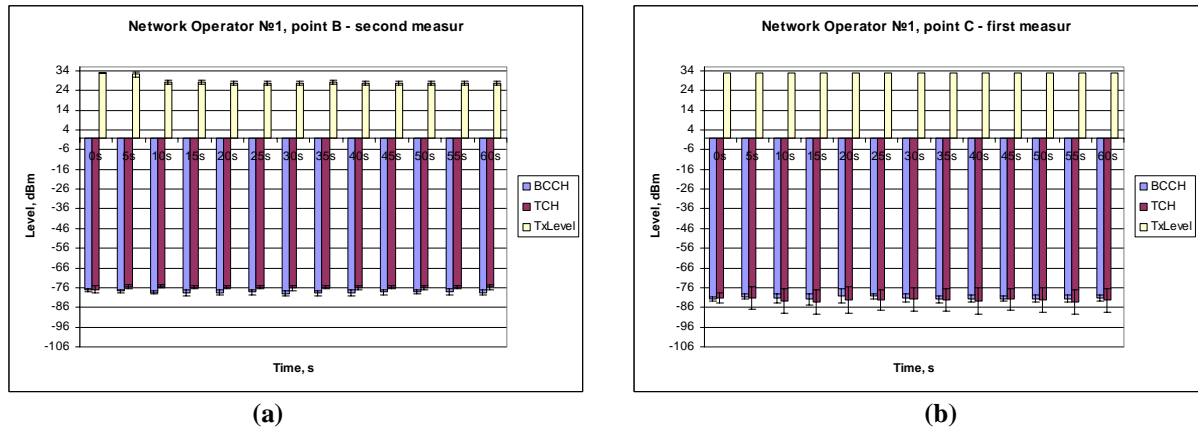 Network Operator №1, point B - second measur
34
24
14
4
-6
-16
-26
-36
-46
-56
-66
-76
-86
-96
-106
Level, dBm
0s 5s 10s 15s 20s 25s 30s 35s 40s 45s 50s 55s 60s
Time, s
BCCH
TCH
TxLevel
(a)
Network Operator №1, point C - first measur
34
24
14
4
-6
-16
-26
-36
-46
-56
-66
-76
-86
-96
-106
Level, dBm
0s 5s 10s 15s 20s 25s 30s 35s 40s 45s 50s 55s 60s
Time, s
BCCH
TCH
TxLevel
(b)